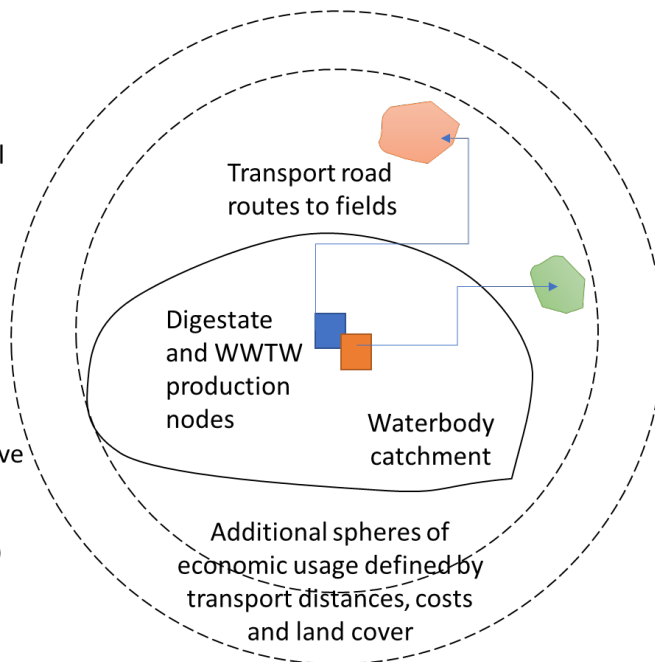 l
Transport road
routes to fields
Digestate
and WWTW
production
nodes
Waterbody
catchment
ve
)
Additional spheres of
economic usage defined by
transport distances, costs
and land cover